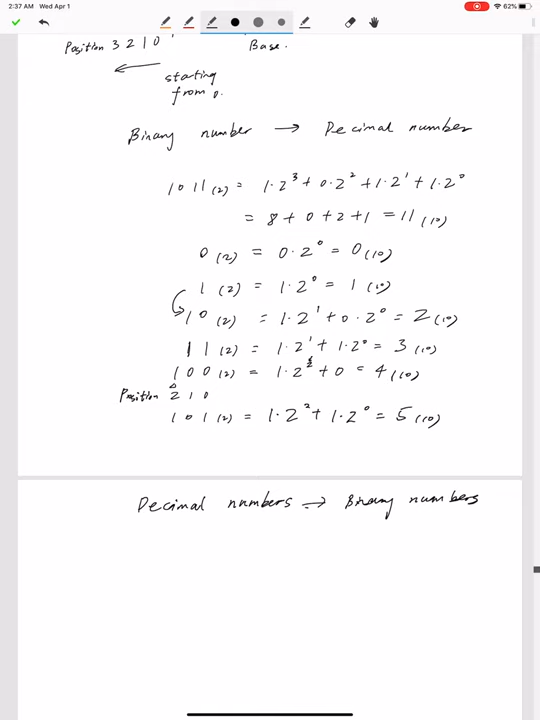 2:37 AM Wed Apr 1
62%
Position 3 2 1 0
Base.
starting
from 0.
Binary number → Decimal number
1011(2) = 1·2³ + 0·2² + 1·2¹ + 1·2⁰
= 8 + 0 + 2 + 1 = 11(10)
0(2) = 0·2⁰ = 0(10)
1(2) = 1·2⁰ = 1(10)
10(2) = 1·2¹ + 0·2⁰ = 2(10)
11(2) = 1·2¹ + 1·2⁰ = 3(10)
100(2) = 1·2² + 0 = 4(10)
Position 2 1 0
101(2) = 1·2² + 1·2⁰ = 5(10)
Decimal numbers → Binary numbers